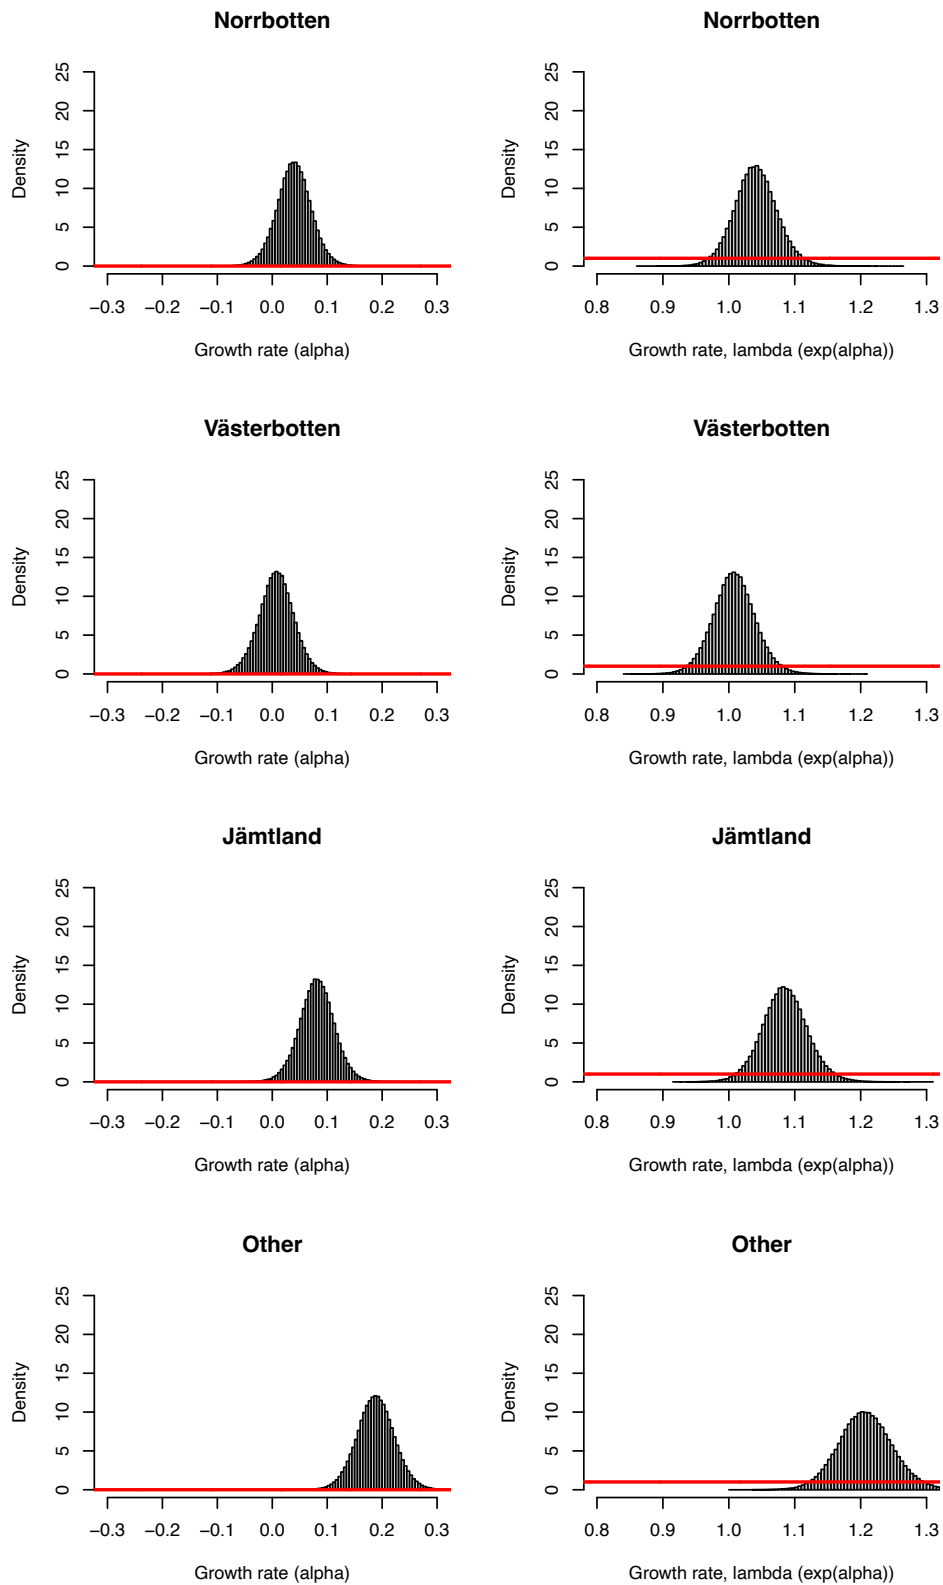 Norrbotten
Density
0 5 10 15 20 25
−0.3 −0.2 −0.1 0.0 0.1 0.2 0.3
Growth rate (alpha)
Norrbotten
Density
0 5 10 15 20 25
0.8 0.9 1.0 1.1 1.2 1.3
Growth rate, lambda (exp(alpha))
Västerbotten
Density
0 5 10 15 20 25
−0.3 −0.2 −0.1 0.0 0.1 0.2 0.3
Growth rate (alpha)
Västerbotten
Density
0 5 10 15 20 25
0.8 0.9 1.0 1.1 1.2 1.3
Growth rate, lambda (exp(alpha))
Jämtland
Density
0 5 10 15 20 25
−0.3 −0.2 −0.1 0.0 0.1 0.2 0.3
Growth rate (alpha)
Jämtland
Density
0 5 10 15 20 25
0.8 0.9 1.0 1.1 1.2 1.3
Growth rate, lambda (exp(alpha))
Other
Density
0 5 10 15 20 25
−0.3 −0.2 −0.1 0.0 0.1 0.2 0.3
Growth rate (alpha)
Other
Density
0 5 10 15 20 25
0.8 0.9 1.0 1.1 1.2 1.3
Growth rate, lambda (exp(alpha))